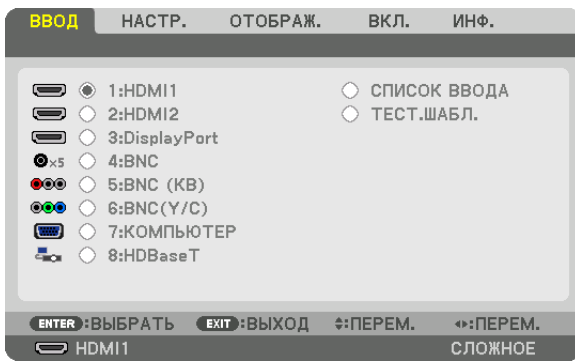 ВВОД НАСТР. ОТОБРАЖ. ВКЛ. ИНФ.
1:HDMI1
2:HDMI2
3:DisplayPort
×5 4:BNC
5:BNC (КВ)
6:BNC(Y/C)
7:КОМПЬЮТЕР
8:HDBaseT
СПИСОК ВВОДА
ТЕСТ.ШАБЛ.
ENTER :ВЫБРАТЬ EXIT :ВЫХОД :ПЕРЕМ. :ПЕРЕМ.
HDMI1 СЛОЖНОЕ